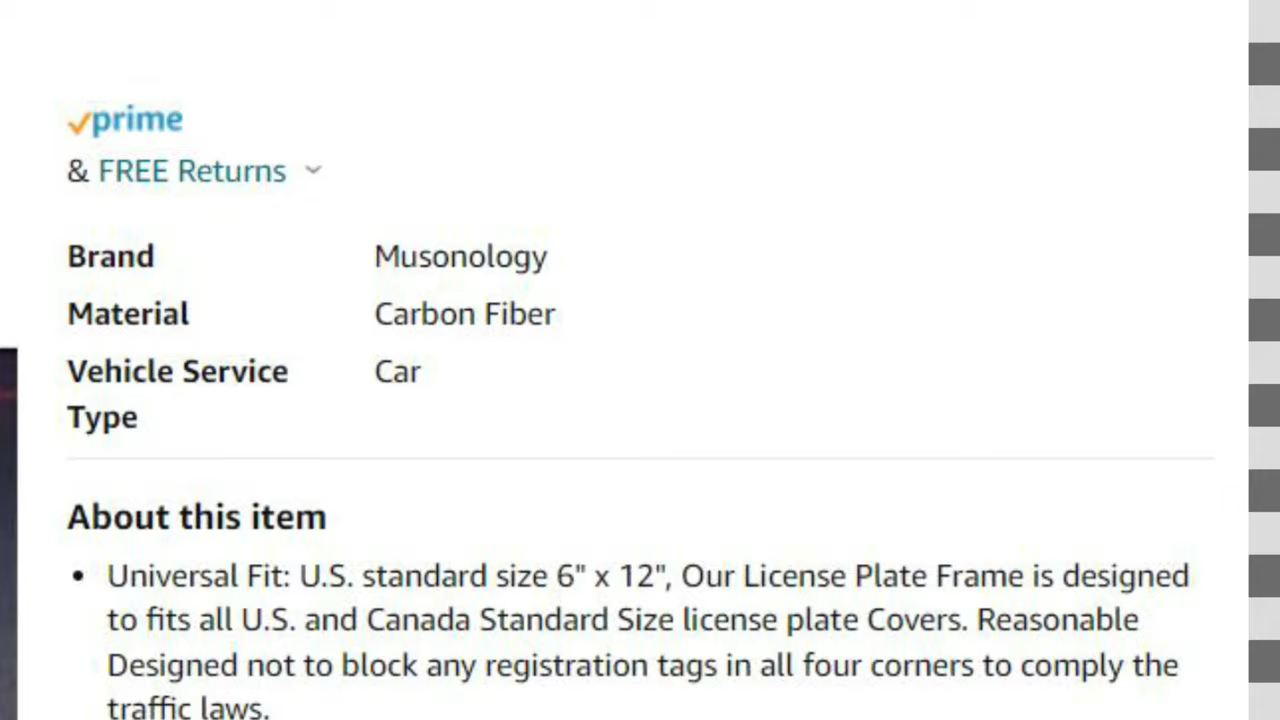 prime
& FREE Returns
Brand Musonology
Material Carbon Fiber
Vehicle Service Car
Type
About this item
• Universal Fit: U.S. standard size 6" x 12", Our License Plate Frame is designed
to fits all U.S. and Canada Standard Size license plate Covers. Reasonable
Designed not to block any registration tags in all four corners to comply the
traffic laws.